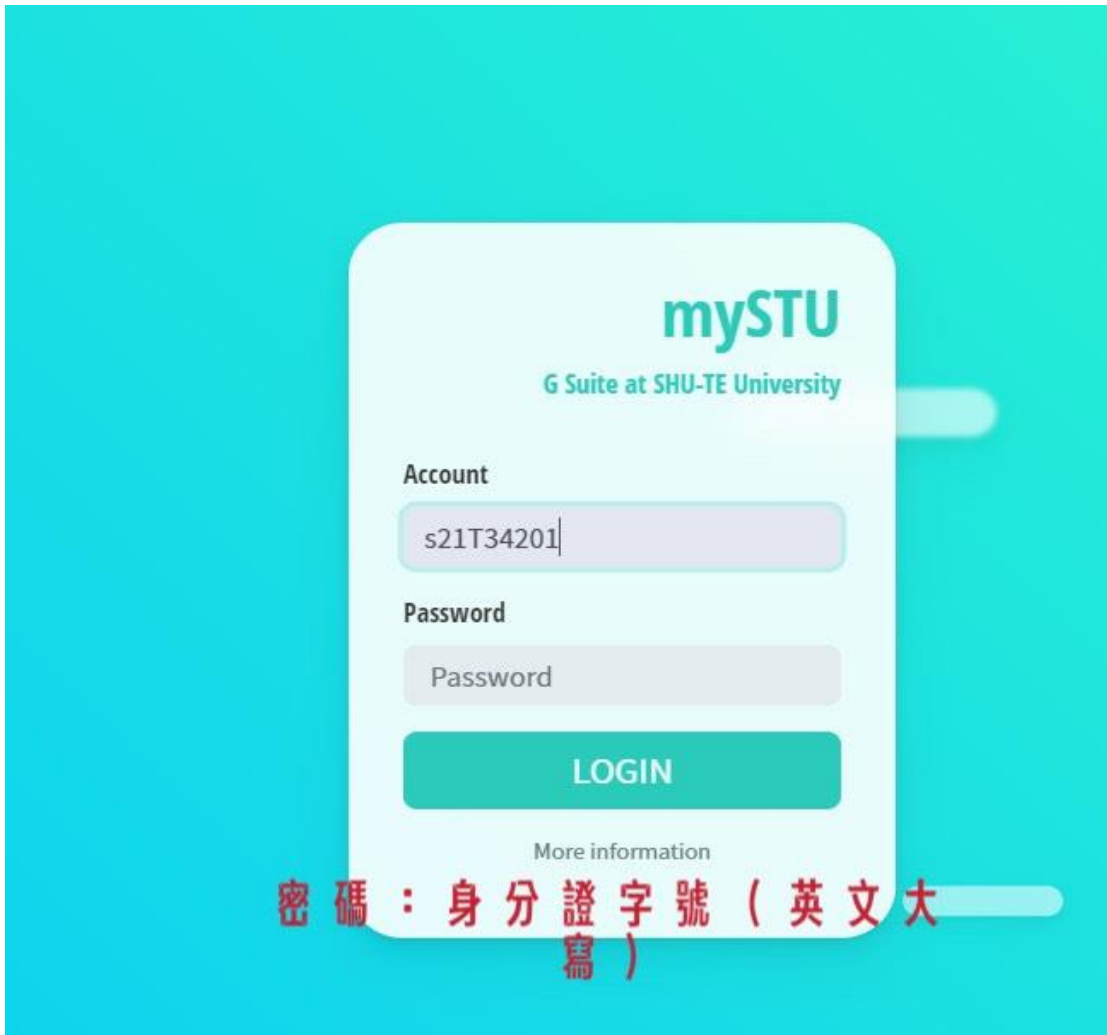 mySTU
G Suite at SHU-TE University
Account
s21T34201
Password
Password
LOGIN
More information
密碼：身分證字號（英文大
寫）